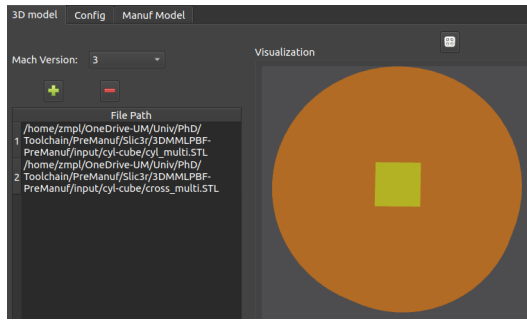 3D model Config Manuf Model
Mach Version: 3
Visualization
File Path
1 /home/zmpl/OneDrive-UM/Univ/PhD/
Toolchain/PreManuf/Slic3r/3DMMLPBF-
PreManuf/input/cyl-cube/cyl_multi.STL
2 /home/zmpl/OneDrive-UM/Univ/PhD/
Toolchain/PreManuf/Slic3r/3DMMLPBF-
PreManuf/input/cyl-cube/cross_multi.STL